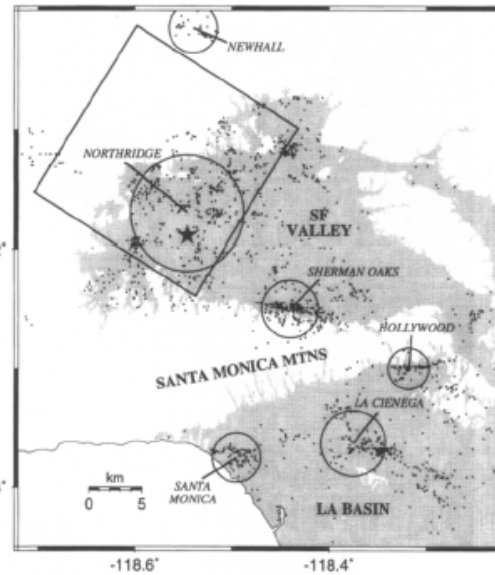 NEWHALL
NORTHRIDGE
SF
VALLEY
SHERMAN OAKS
HOLLYWOOD
SANTA MONICA MTNS
LA CIENEGA
km
0 5
SANTA
MONICA
LA BASIN
-118.6 -118.4